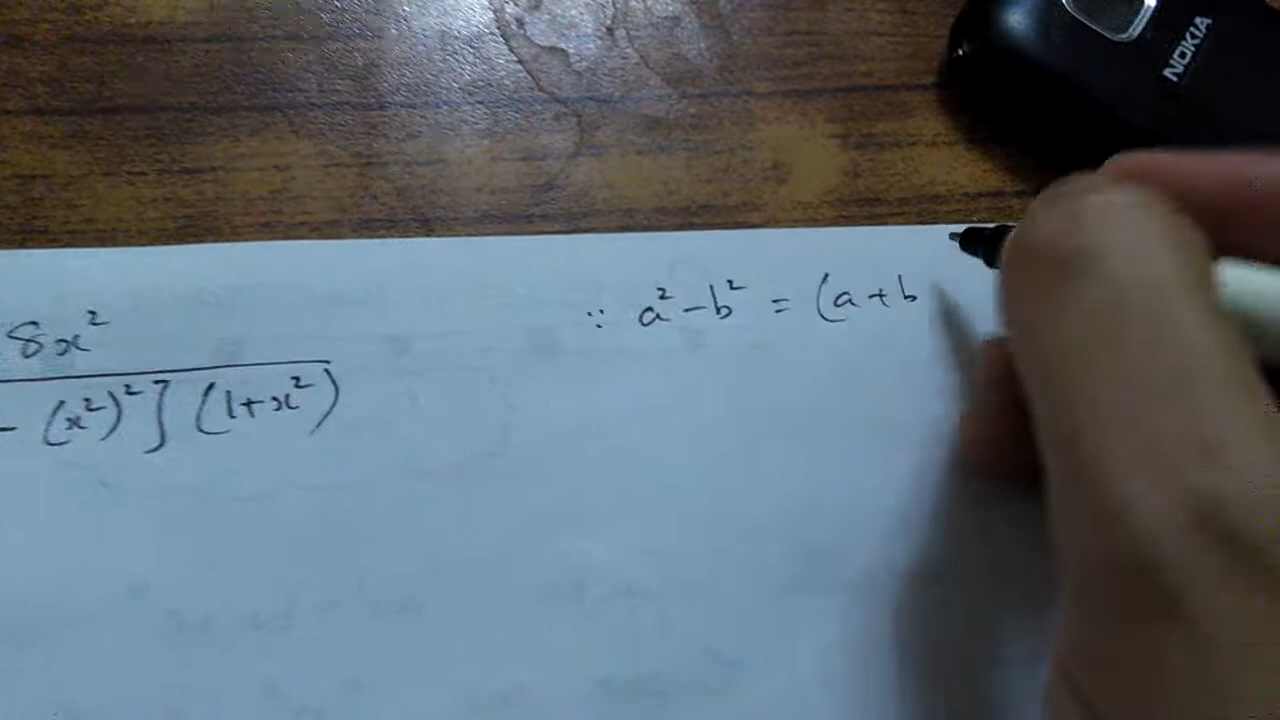 NOKIA
∵ a² - b² = (a+b
8x²
- (x²)²] (1+x²)